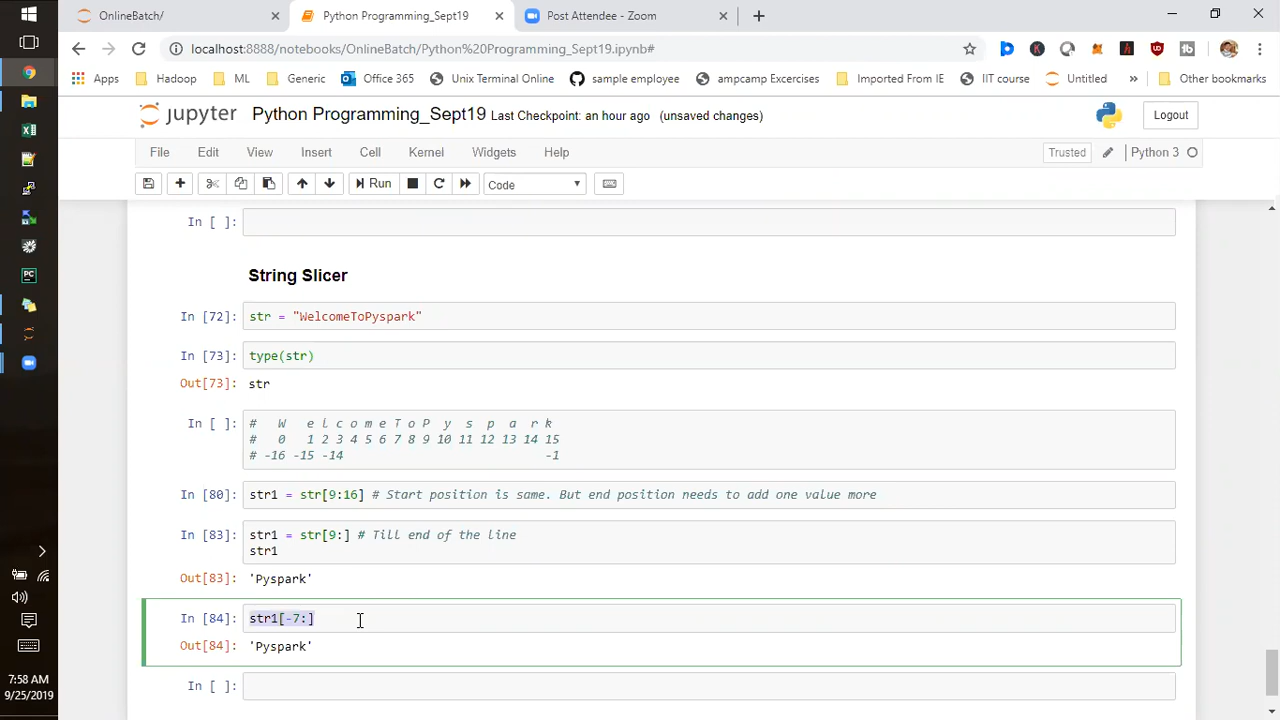 OnlineBatch/
Python Programming_Sept19
Post Attendee - Zoom
localhost:8888/notebooks/OnlineBatch/Python%20Programming_Sept19.ipynb#
Apps
Hadoop
ML
Generic
Office 365
Unix Terminal Online
sample employee
ampcamp Excercises
Imported From IE
IIT course
Untitled
»
Other bookmarks
jupyter Python Programming_Sept19 Last Checkpoint: an hour ago (unsaved changes)
Logout
File Edit View Insert Cell Kernel Widgets Help
Trusted
Python 3
Run
Code
In [ ]:
String Slicer
In [72]: str = "WelcomeToPyspark"
In [73]: type(str)
Out[73]: str
In [ ]: # W e l c o m e T o P y s p a r k
# 0 1 2 3 4 5 6 7 8 9 10 11 12 13 14 15
# -16 -15 -14 -1
In [80]: str1 = str[9:16] # Start position is same. But end position needs to add one value more
In [83]: str1 = str[9:] # Till end of the line
str1
Out[83]: 'Pyspark'
In [84]: str1[-7:]
Out[84]: 'Pyspark'
In [ ]:
7:58 AM
9/25/2019